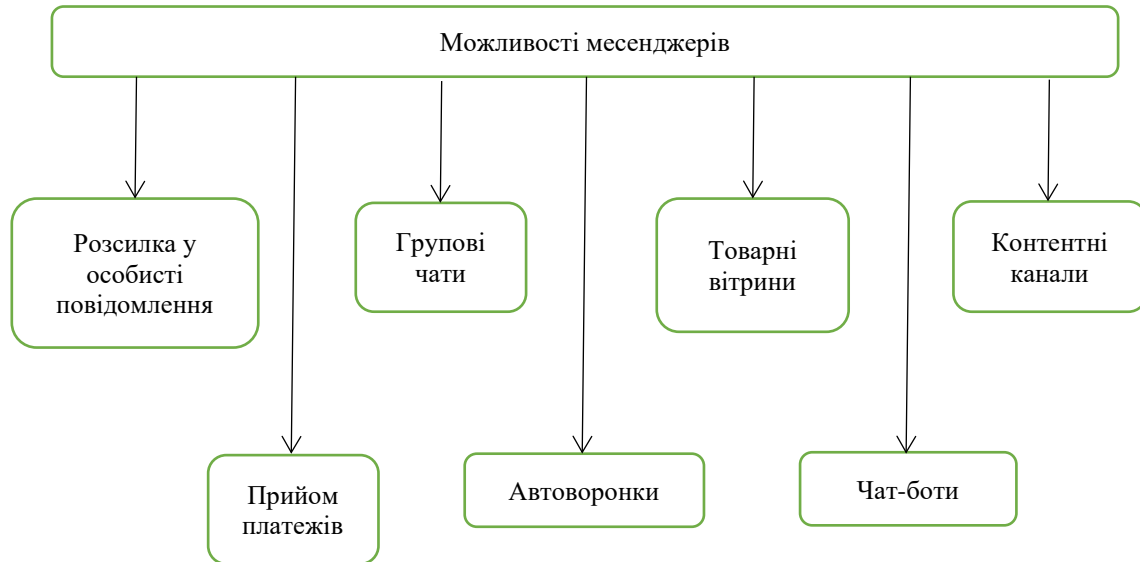 Можливості месенджерів
Розсилка у
особисті
повідомлення
Групові
чати
Товарні
вітрини
Контентні
канали
Прийом
платежів
Автоворонки
Чат-боти